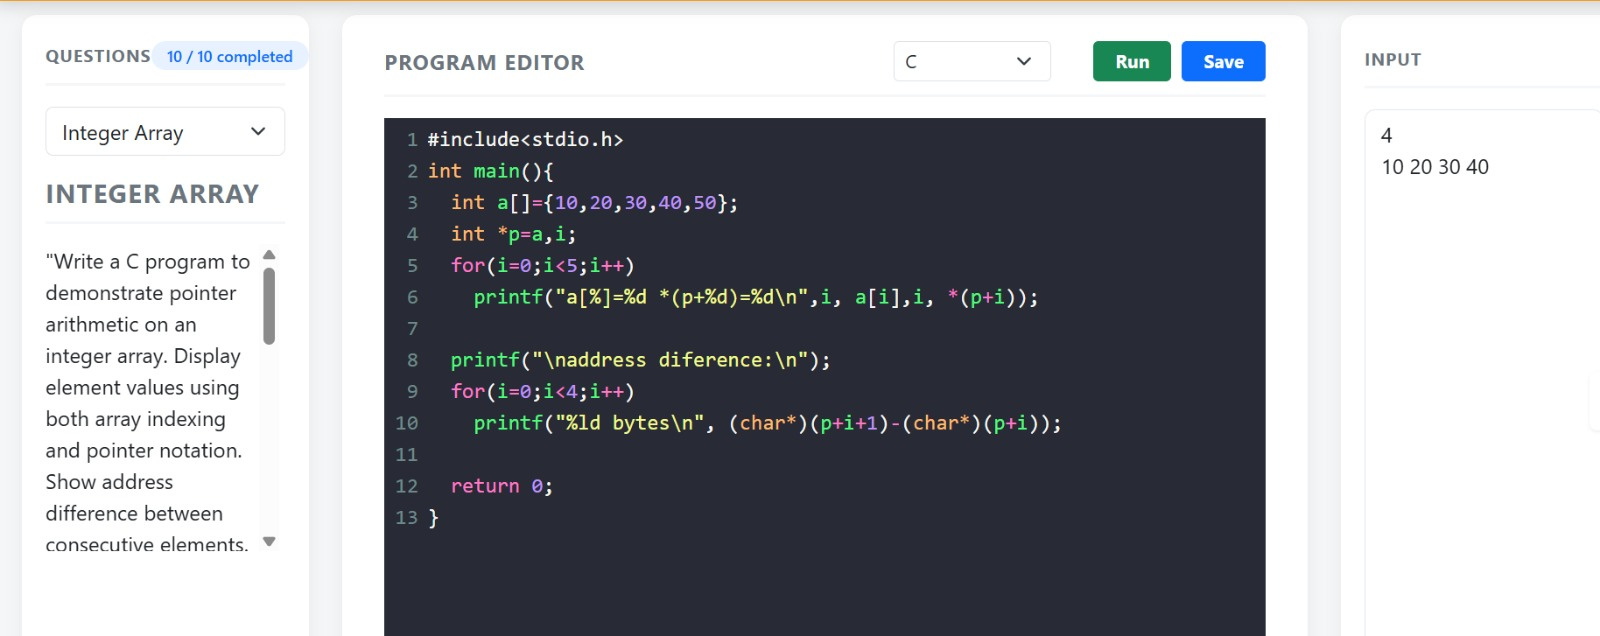 QUESTIONS 10 / 10 completed
Integer Array
INTEGER ARRAY
"Write a C program to
demonstrate pointer
arithmetic on an
integer array. Display
element values using
both array indexing
and pointer notation.
Show address
difference between
consecutive elements.
PROGRAM EDITOR
C
Run
Save
1 #include<stdio.h>
2 int main(){
3 int a[]={10,20,30,40,50};
4 int *p=a,i;
5 for(i=0;i<5;i++)
6 printf("a[%]=%d *(p+%d)=%d\n",i, a[i],i, *(p+i));
7
8 printf("\naddress diference:\n");
9 for(i=0;i<4;i++)
10 printf("%ld bytes\n", (char*)(p+i+1)-(char*)(p+i));
11
12 return 0;
13 }
INPUT
4
10 20 30 40